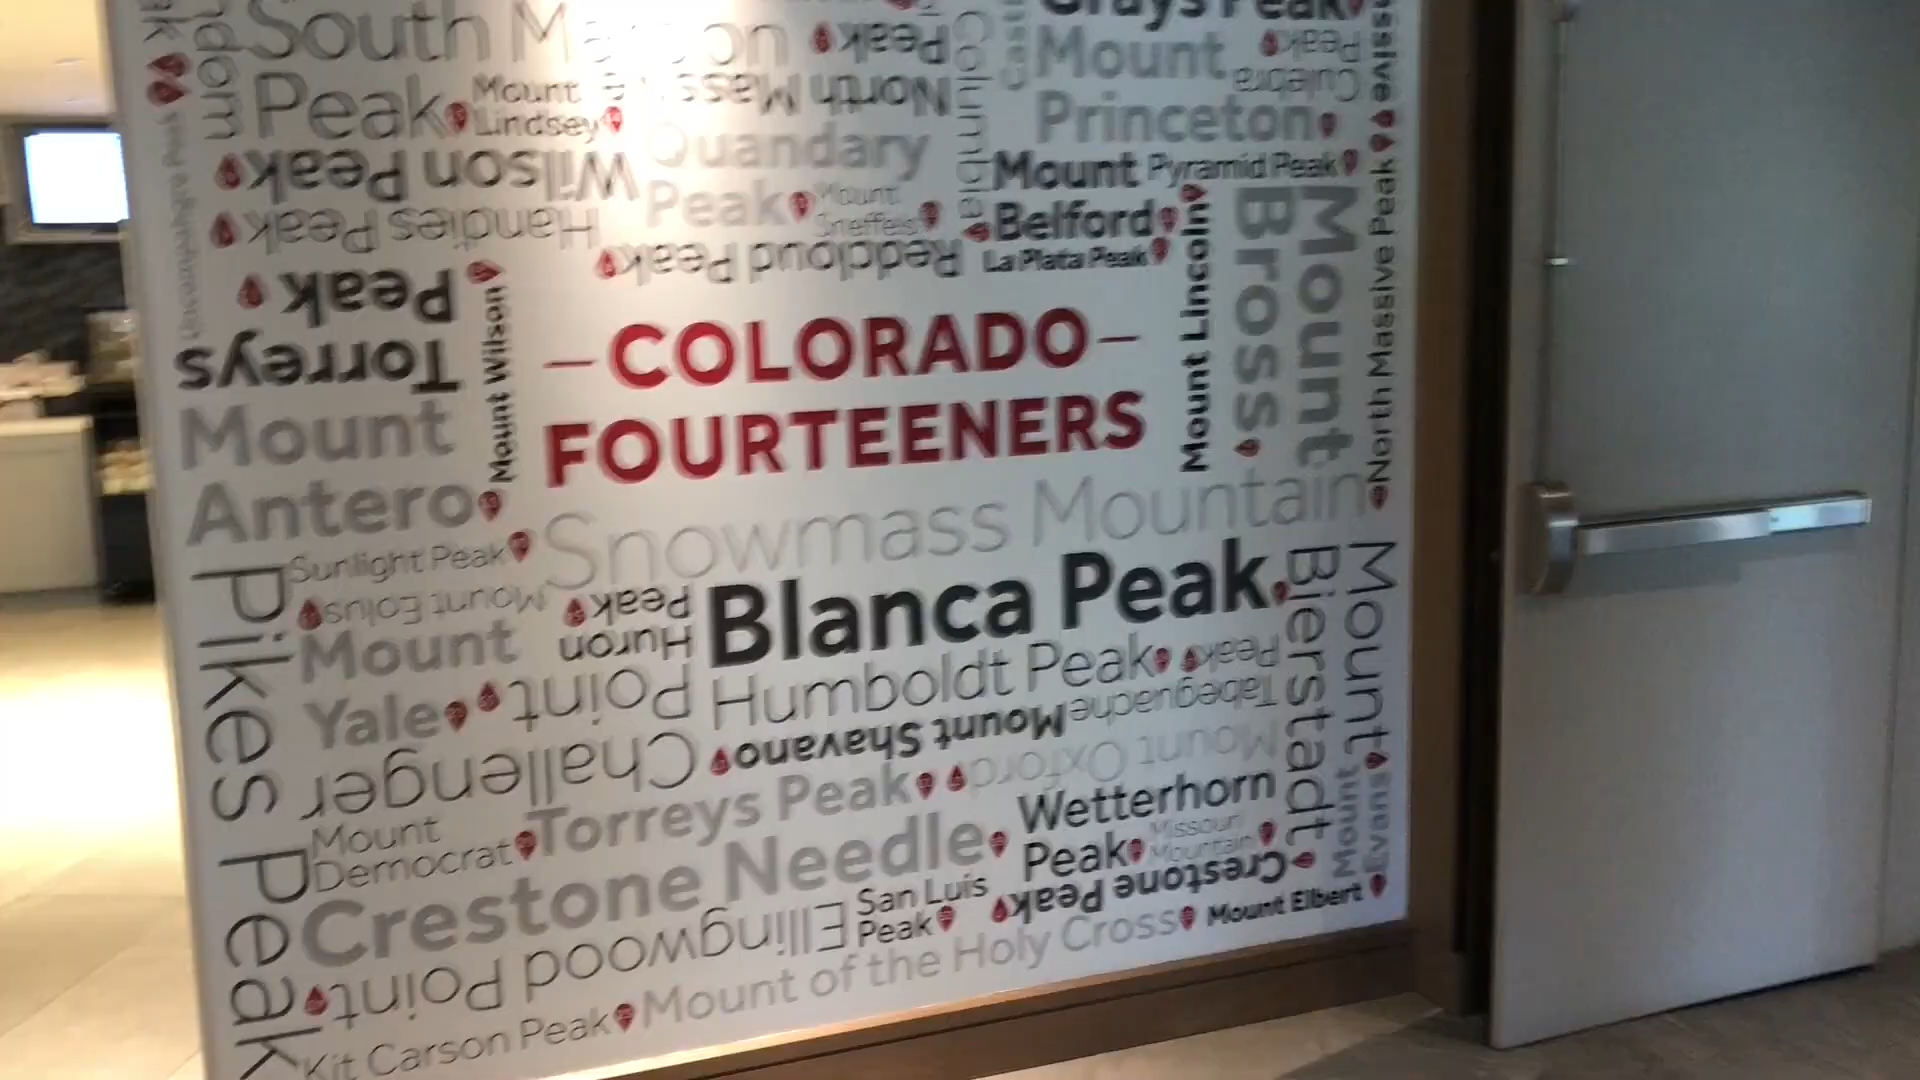 Grays Peak
South Maroon
Peak
Peak
Mount
Lindsey
North Massive
Peak
Mount
Princeton
Culebra
Peak
Wilson Peak
Quandary
Peak
Mount
Sneffels
Columbia
Mount
Belford
Pyramid Peak
La Plata Peak
Handies Peak
Redcloud Peak
Uncompahgre Peak
Torreys
Peak
Mount Wilson
COLORADO
FOURTEENERS
Mount Lincoln
Mount
Bross
North Massive Peak
Mount
Antero
Sunlight Peak
Snowmass Mountain
Mount Eolus
Huron
Peak
Blanca Peak
Mount
Bierstadt
Pikes Peak
Mount
Yale
Challenger
Point
Humboldt Peak
Tabeguache
Peak
Mount Shavano
Mount Oxford
Mount
Democrat
Torreys Peak
Wetterhorn
Peak
Missouri
Mountain
Mount
Evans
Crestone Needle
San Luis
Peak
Crestone Peak
Mount Elbert
Ellingwood Point
Kit Carson Peak
Mount of the Holy Cross